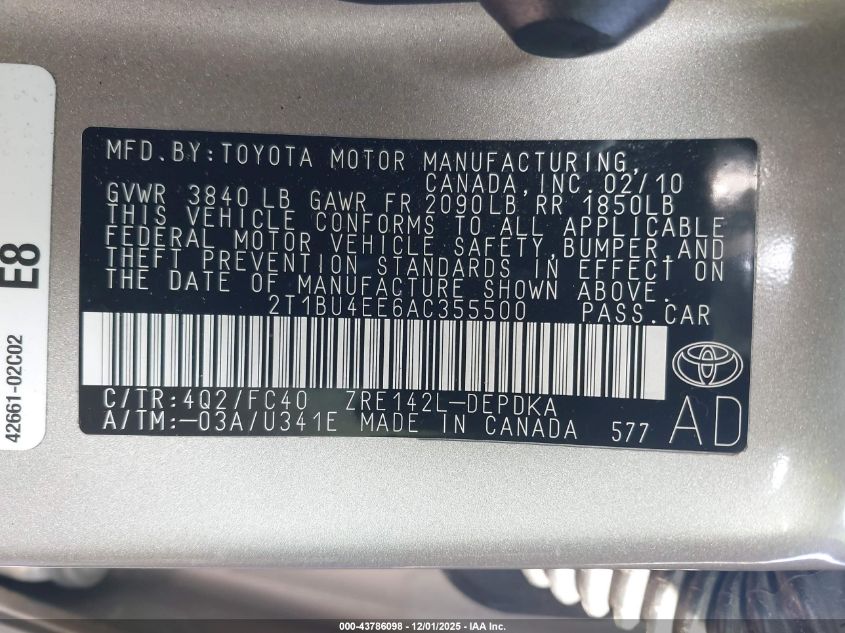 MFD.BY:TOYOTA MOTOR MANUFACTURING,
CANADA,INC. 02/10
GVWR 3840 LB GAWR FR 2090LB RR 1850LB
THIS VEHICLE CONFORMS TO ALL APPLICABLE
FEDERAL MOTOR VEHICLE SAFETY,BUMPER,AND
THEFT PREVENTION STANDARDS IN EFFECT ON
THE DATE OF MANUFACTURE SHOWN ABOVE.
2T1BU4EE6AC355500 PASS.CAR
C/TR:4Q2/FC40 ZRE142L-DEPDKA
A/TM:-03A/U341E MADE IN CANADA 577 AD
42661-02C02 E8
000-43786098 - 12/01/2025 - IAA Inc.